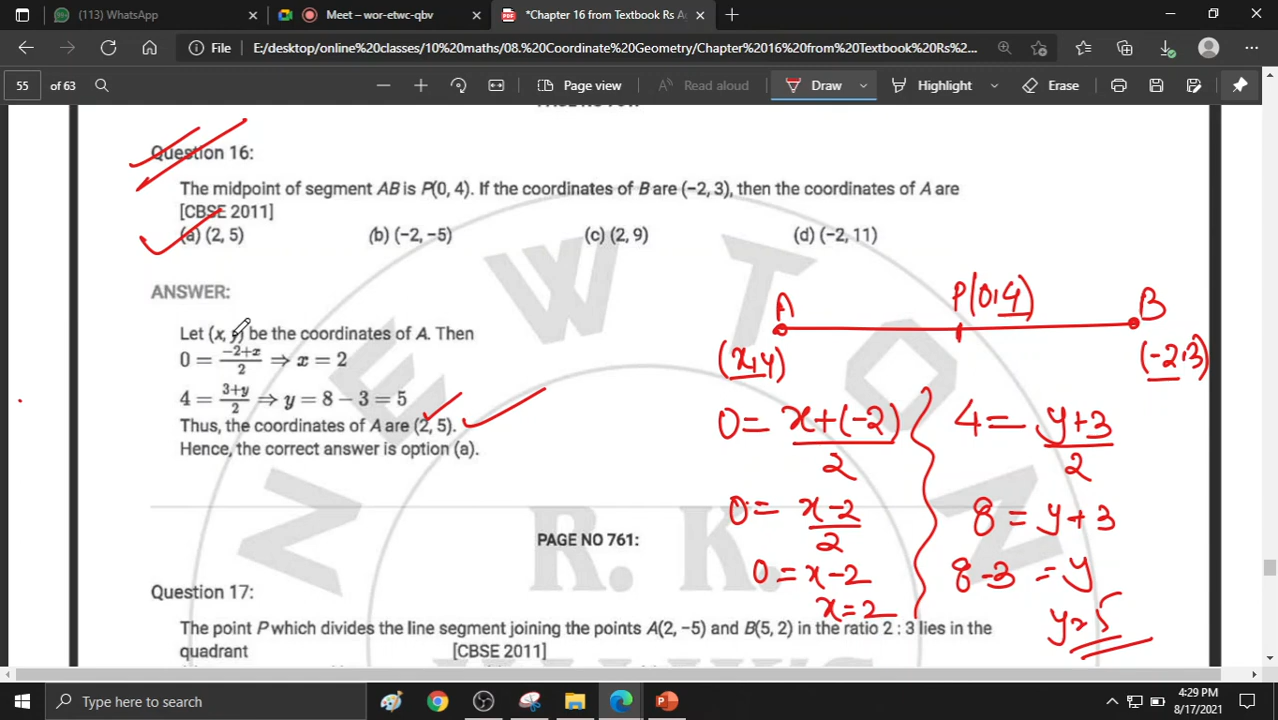 (113) WhatsApp
Meet – wor-etwc-qbv
*Chapter 16 from Textbook Rs Ag
File E:/desktop/online%20classes/10%20maths/08.%20Coordinate%20Geometry/Chapter%2016%20from%20Textbook%20Rs%2...
55 of 63 Page view Read aloud Draw Highlight Erase
Question 16:
The midpoint of segment AB is P(0, 4). If the coordinates of B are (−2, 3), then the coordinates of A are
[CBSE 2011]
(a) (2, 5) (b) (−2, −5) (c) (2, 9) (d) (−2, 11)
ANSWER:
Let (x, y) be the coordinates of A. Then
0 = −2+x/2 ⇒ x = 2
4 = 3+y/2 ⇒ y = 8 − 3 = 5
Thus, the coordinates of A are (2, 5).
Hence, the correct answer is option (a).
A P(0,4) B
(x,y) (-2,3)
0 = x+(-2)/2
0 = x-2/2
0 = x-2
x=2
4 = y+3/2
8 = y+3
8-3 = y
y=5
NEWTON
R. K.
PAGE NO 761:
Question 17:
The point P which divides the line segment joining the points A(2, −5) and B(5, 2) in the ratio 2 : 3 lies in the
quadrant [CBSE 2011]
Type here to search
4:29 PM
8/17/2021